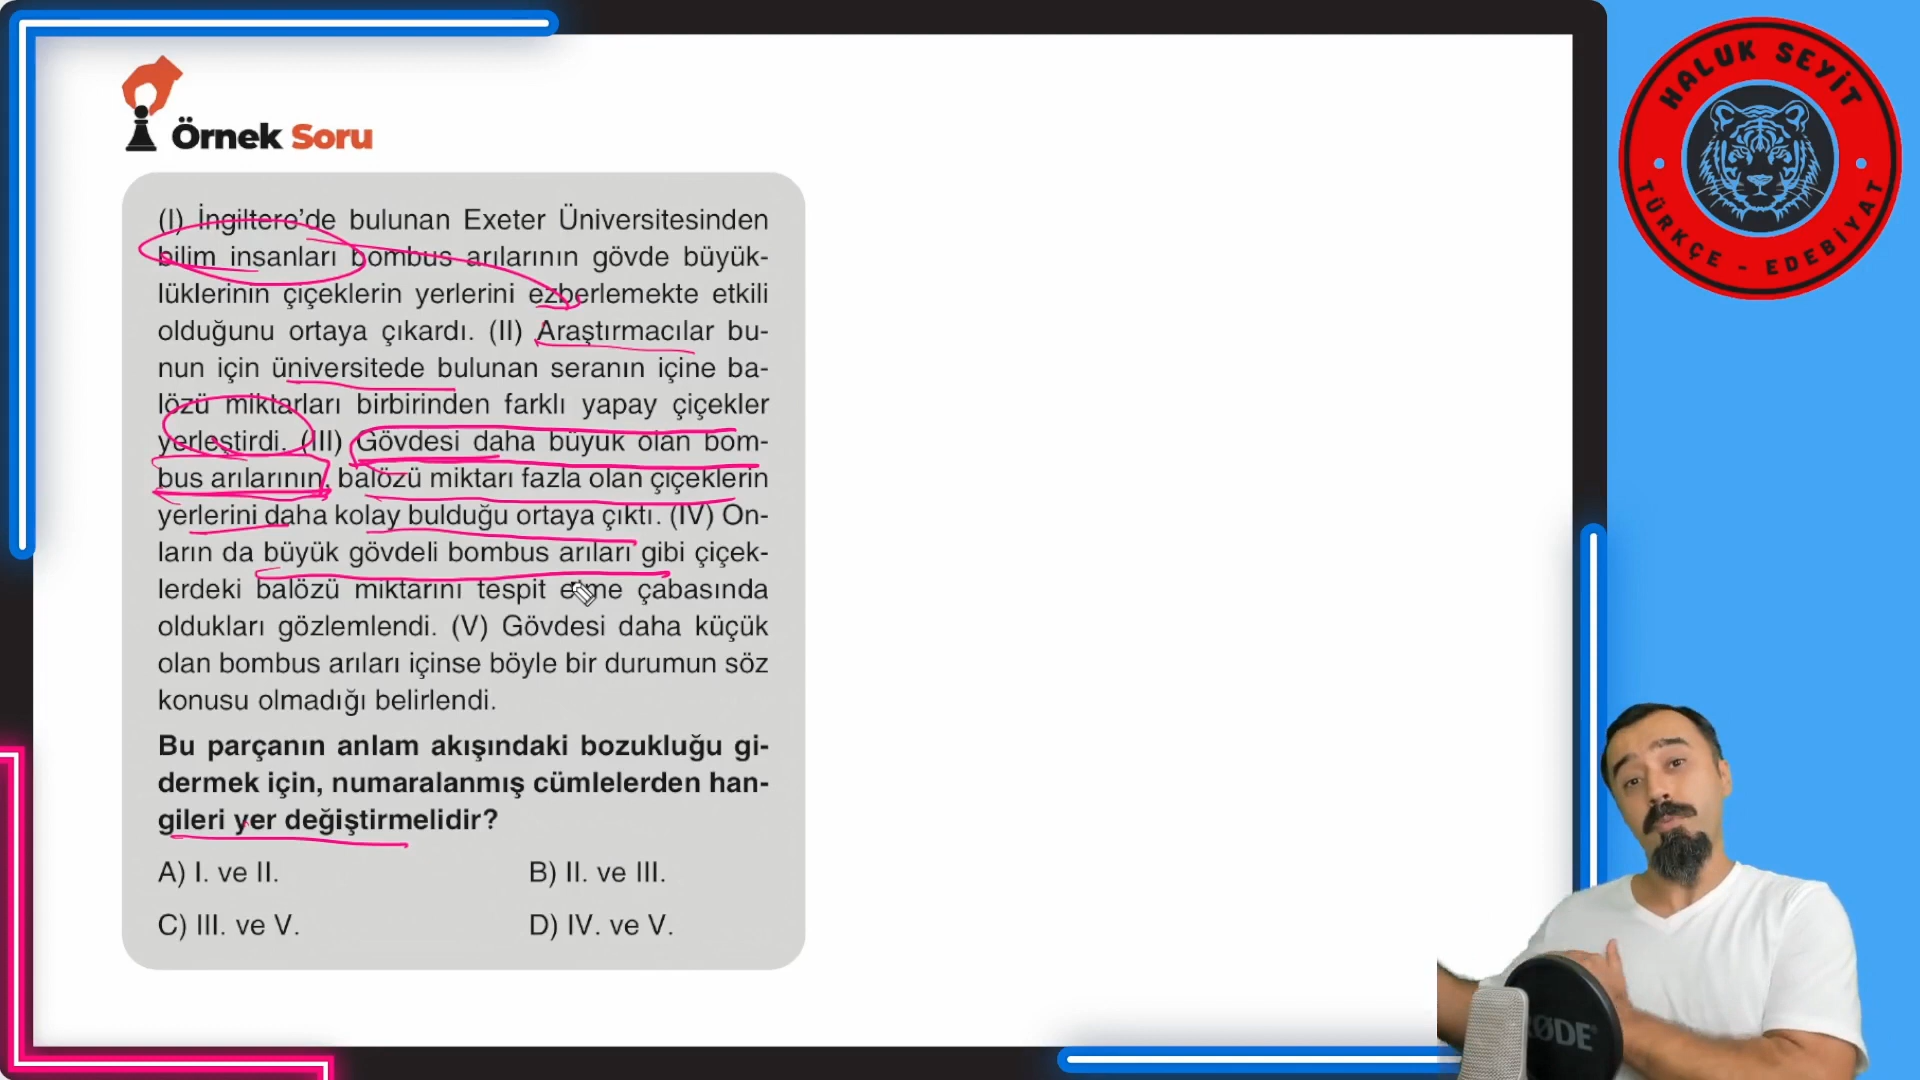 Örnek Soru
(I) İngiltere’de bulunan Exeter Üniversitesinden
bilim insanları bombus arılarının gövde büyük-
lüklerinin çiçeklerin yerlerini ezberlemekte etkili
olduğunu ortaya çıkardı. (II) Araştırmacılar bu-
nun için üniversitede bulunan seranın içine ba-
lözü miktarları birbirinden farklı yapay çiçekler
yerleştirdi. (III) Gövdesi daha büyük olan bom-
bus arılarının, balözü miktarı fazla olan çiçeklerin
yerlerini daha kolay bulduğu ortaya çıktı. (IV) On-
ların da büyük gövdeli bombus arıları gibi çiçek-
lerdeki balözü miktarını tespit etme çabasında
oldukları gözlemlendi. (V) Gövdesi daha küçük
olan bombus arıları içinse böyle bir durumun söz
konusu olmadığı belirlendi.
Bu parçanın anlam akışındaki bozukluğu gi-
dermek için, numaralanmış cümlelerden han-
gileri yer değiştirmelidir?
A) I. ve II.
B) II. ve III.
C) III. ve V.
D) IV. ve V.
HALUK SEYİT
TÜRKÇE - EDEBİYAT
RØDE